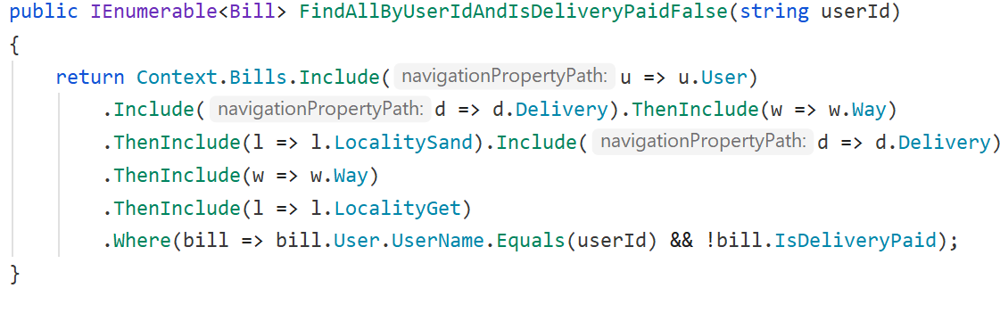 public IEnumerable<Bill> FindAllByUserIdAndIsDeliveryPaidFalse(string userId)
{
    return Context.Bills.Include( navigationPropertyPath: u => u.User)
        .Include( navigationPropertyPath: d => d.Delivery).ThenInclude(w => w.Way)
        .ThenInclude(l => l.LocalitySand).Include( navigationPropertyPath: d => d.Delivery)
        .ThenInclude(w => w.Way)
        .ThenInclude(l => l.LocalityGet)
        .Where(bill => bill.User.UserName.Equals(userId) && !bill.IsDeliveryPaid);
}